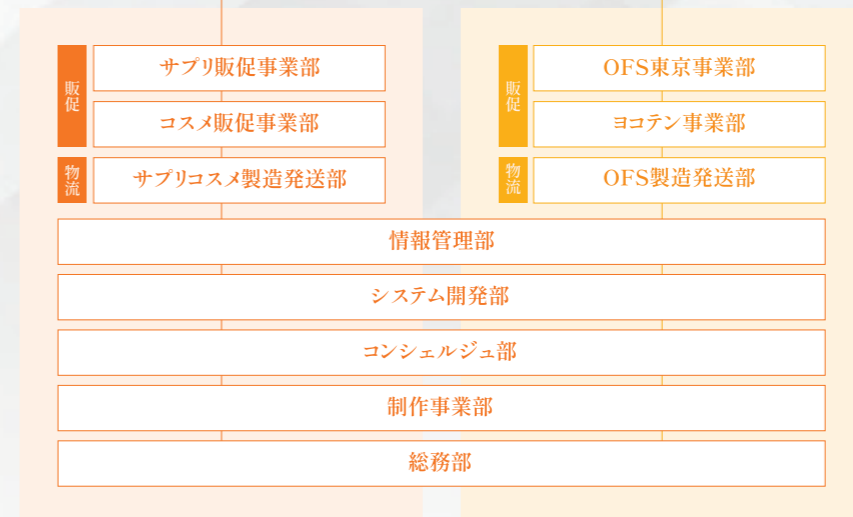 販促
サプリ販促事業部
コスメ販促事業部
物流
サプリコスメ製造発送部
販促
OFS東京事業部
ヨコテン事業部
物流
OFS製造発送部
情報管理部
システム開発部
コンシェルジュ部
制作事業部
総務部